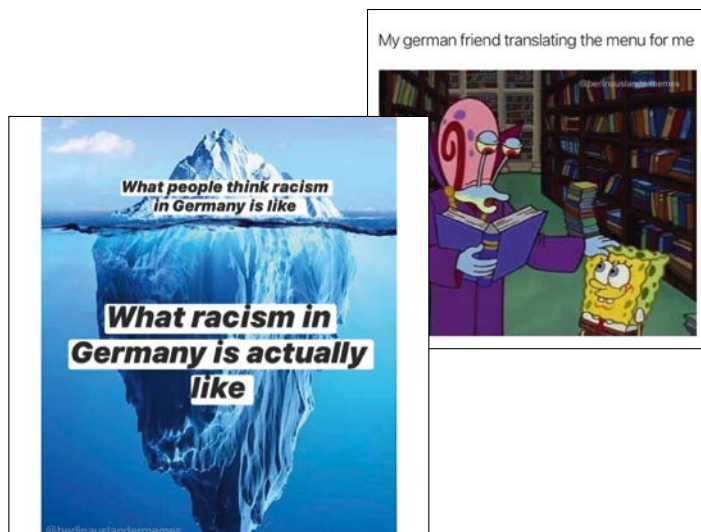 My german friend translating the menu for me
@berlinauslandermemes
What people think racism
in Germany is like
What racism in
Germany is actually
like
@berlinauslandermemes